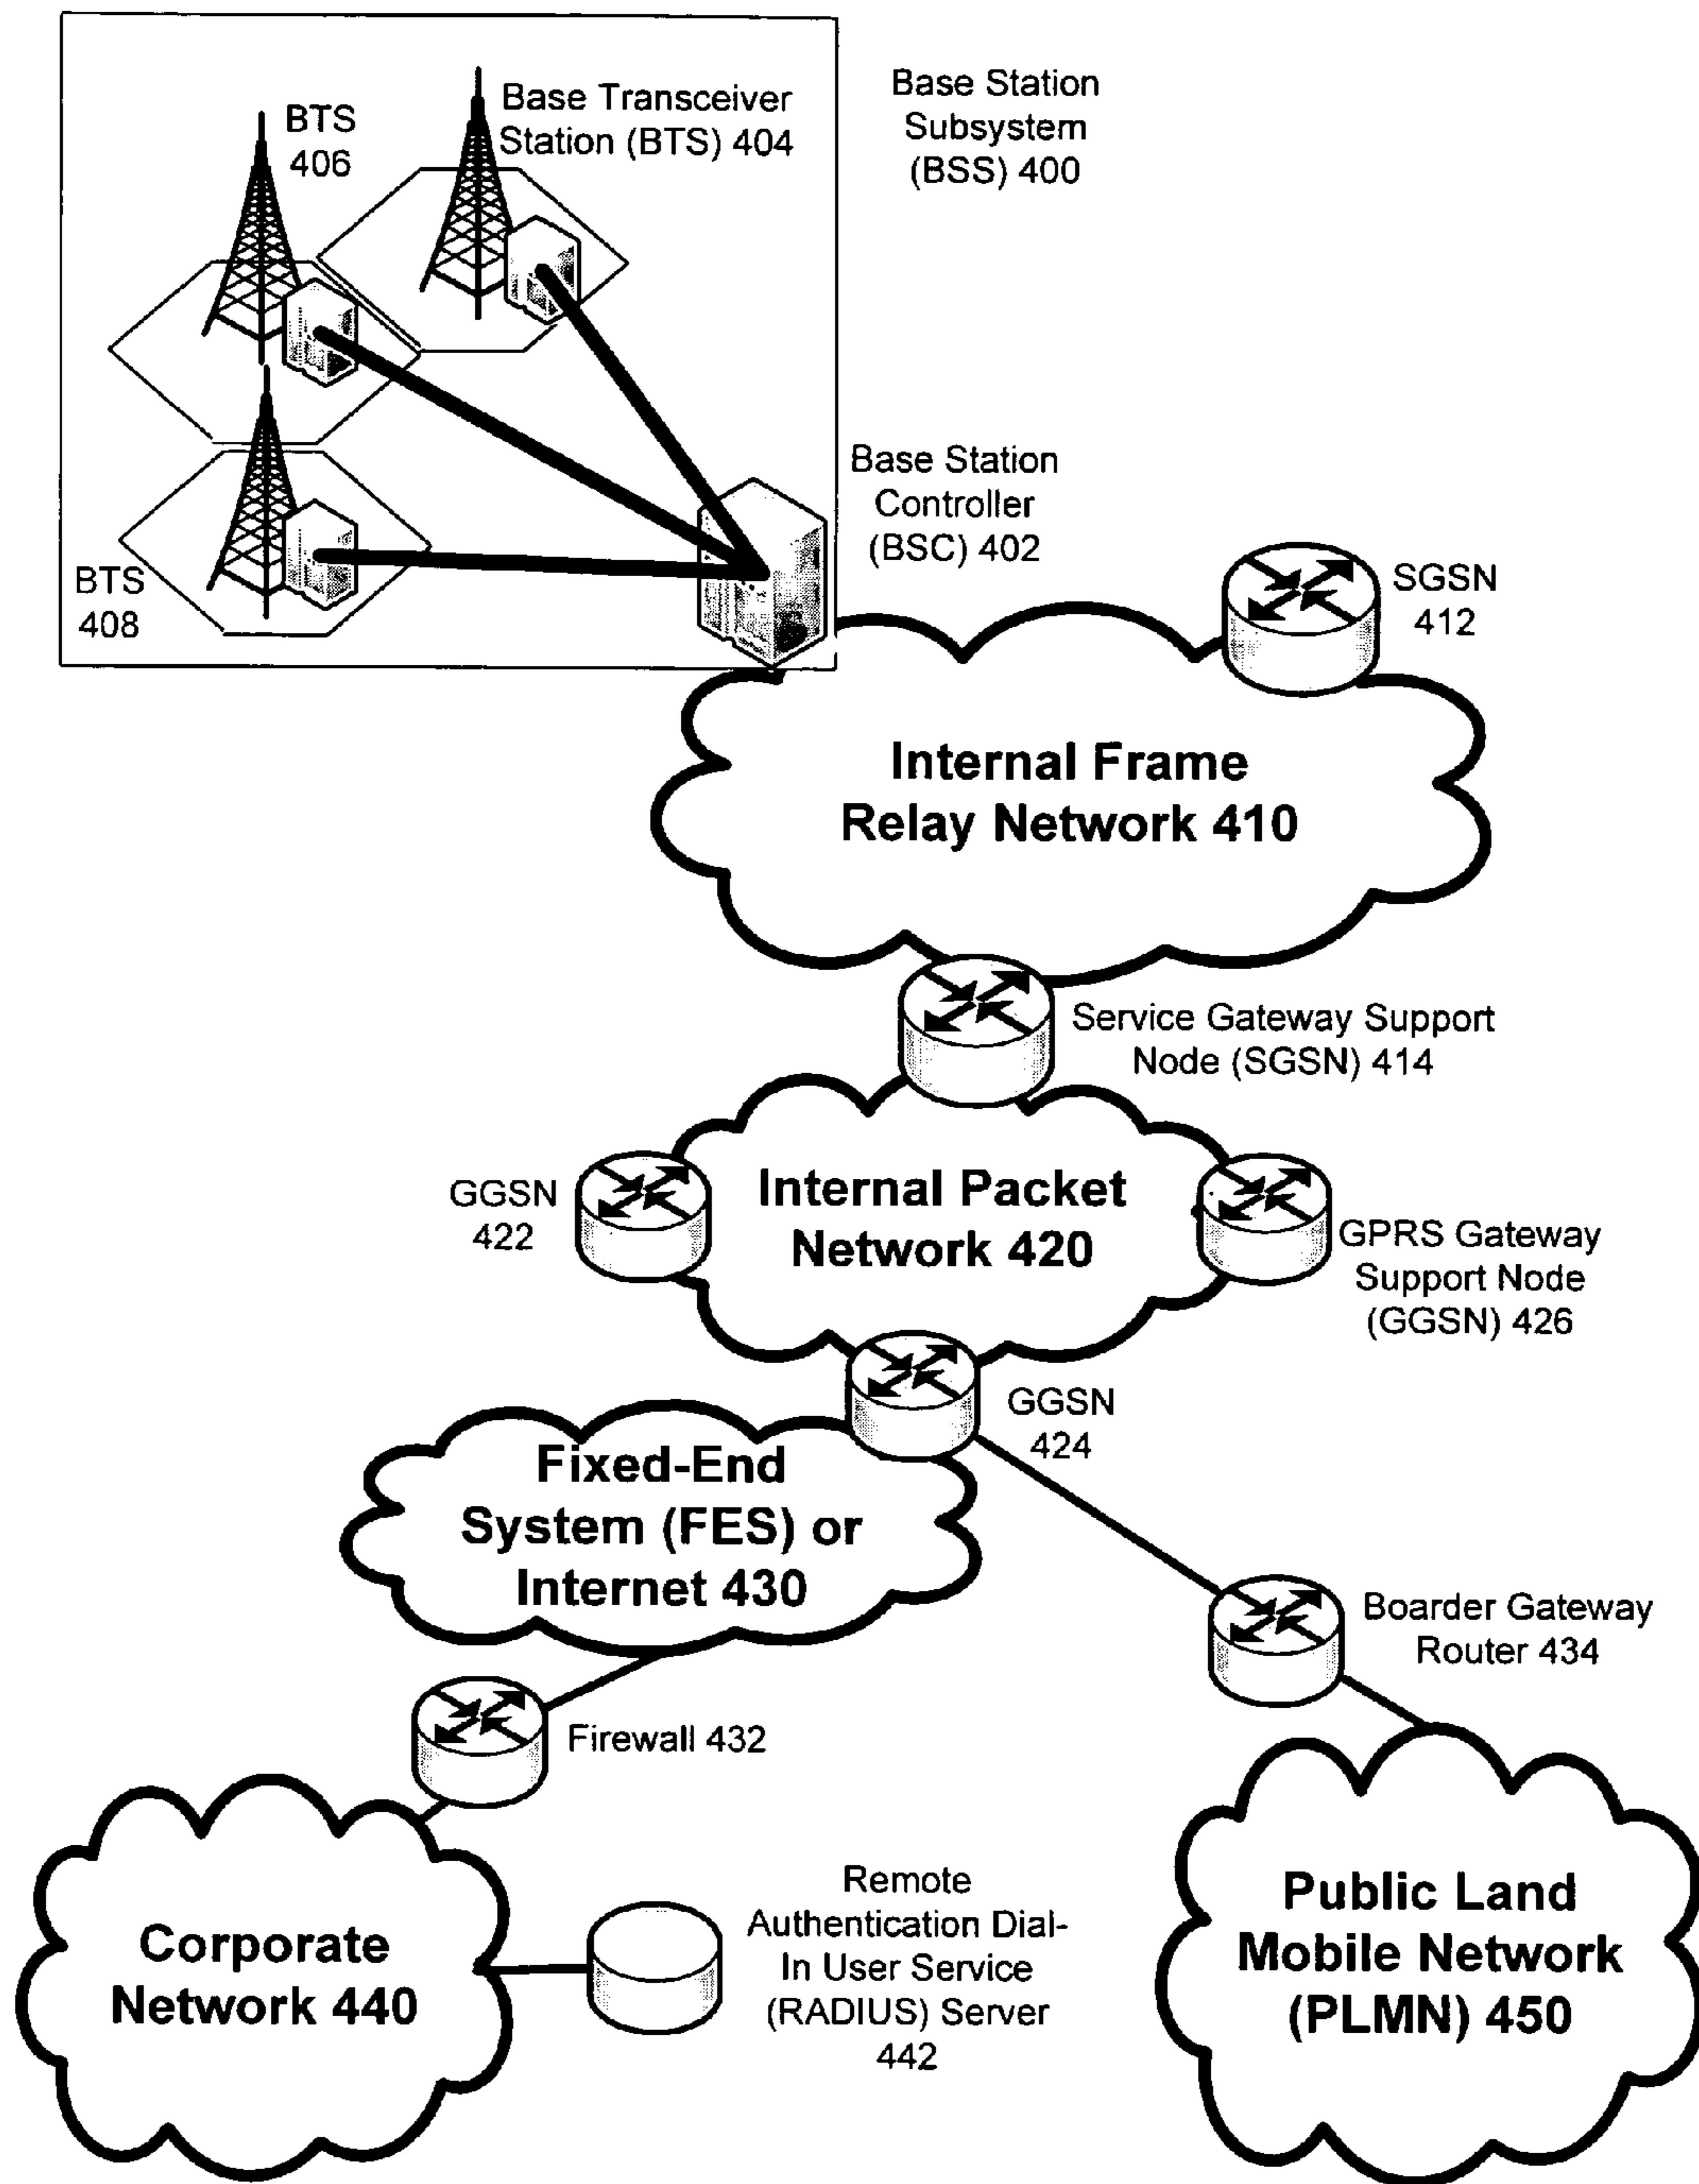 BTS
406
Base Transceiver
Station (BTS) 404
Base Station
Subsystem
(BSS) 400
Base Station
Controller
(BSC) 402
BTS
408
SGSN
412
Internal Frame
Relay Network 410
Service Gateway Support
Node (SGSN) 414
GGSN
422
Internal Packet
Network 420
GPRS Gateway
Support Node
(GGSN) 426
GGSN
424
Fixed-End
System (FES) or
Internet 430
Boarder Gateway
Router 434
Firewall 432
Corporate
Network 440
Remote
Authentication Dial-
In User Service
(RADIUS) Server
442
Public Land
Mobile Network
(PLMN) 450